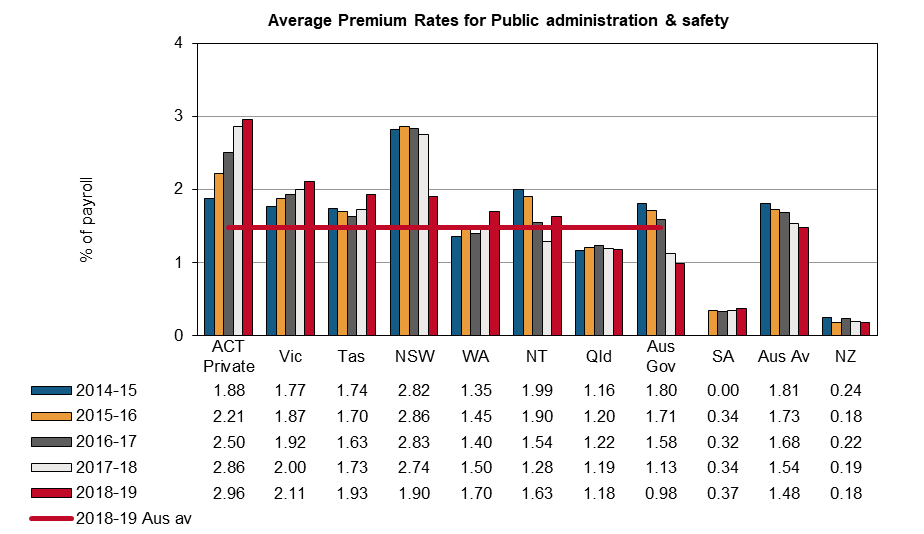 Average Premium Rates for Public administration & safety
4
3
2
1
0
% of payroll
ACT Private Vic Tas NSW WA NT Qld Aus Gov SA Aus Av NZ
2014-15 1.88 1.77 1.74 2.82 1.35 1.99 1.16 1.80 0.00 1.81 0.24
2015-16 2.21 1.87 1.70 2.86 1.45 1.90 1.20 1.71 0.34 1.73 0.18
2016-17 2.50 1.92 1.63 2.83 1.40 1.54 1.22 1.58 0.32 1.68 0.22
2017-18 2.86 2.00 1.73 2.74 1.50 1.28 1.19 1.13 0.34 1.54 0.19
2018-19 2.96 2.11 1.93 1.90 1.70 1.63 1.18 0.98 0.37 1.48 0.18
2018-19 Aus av